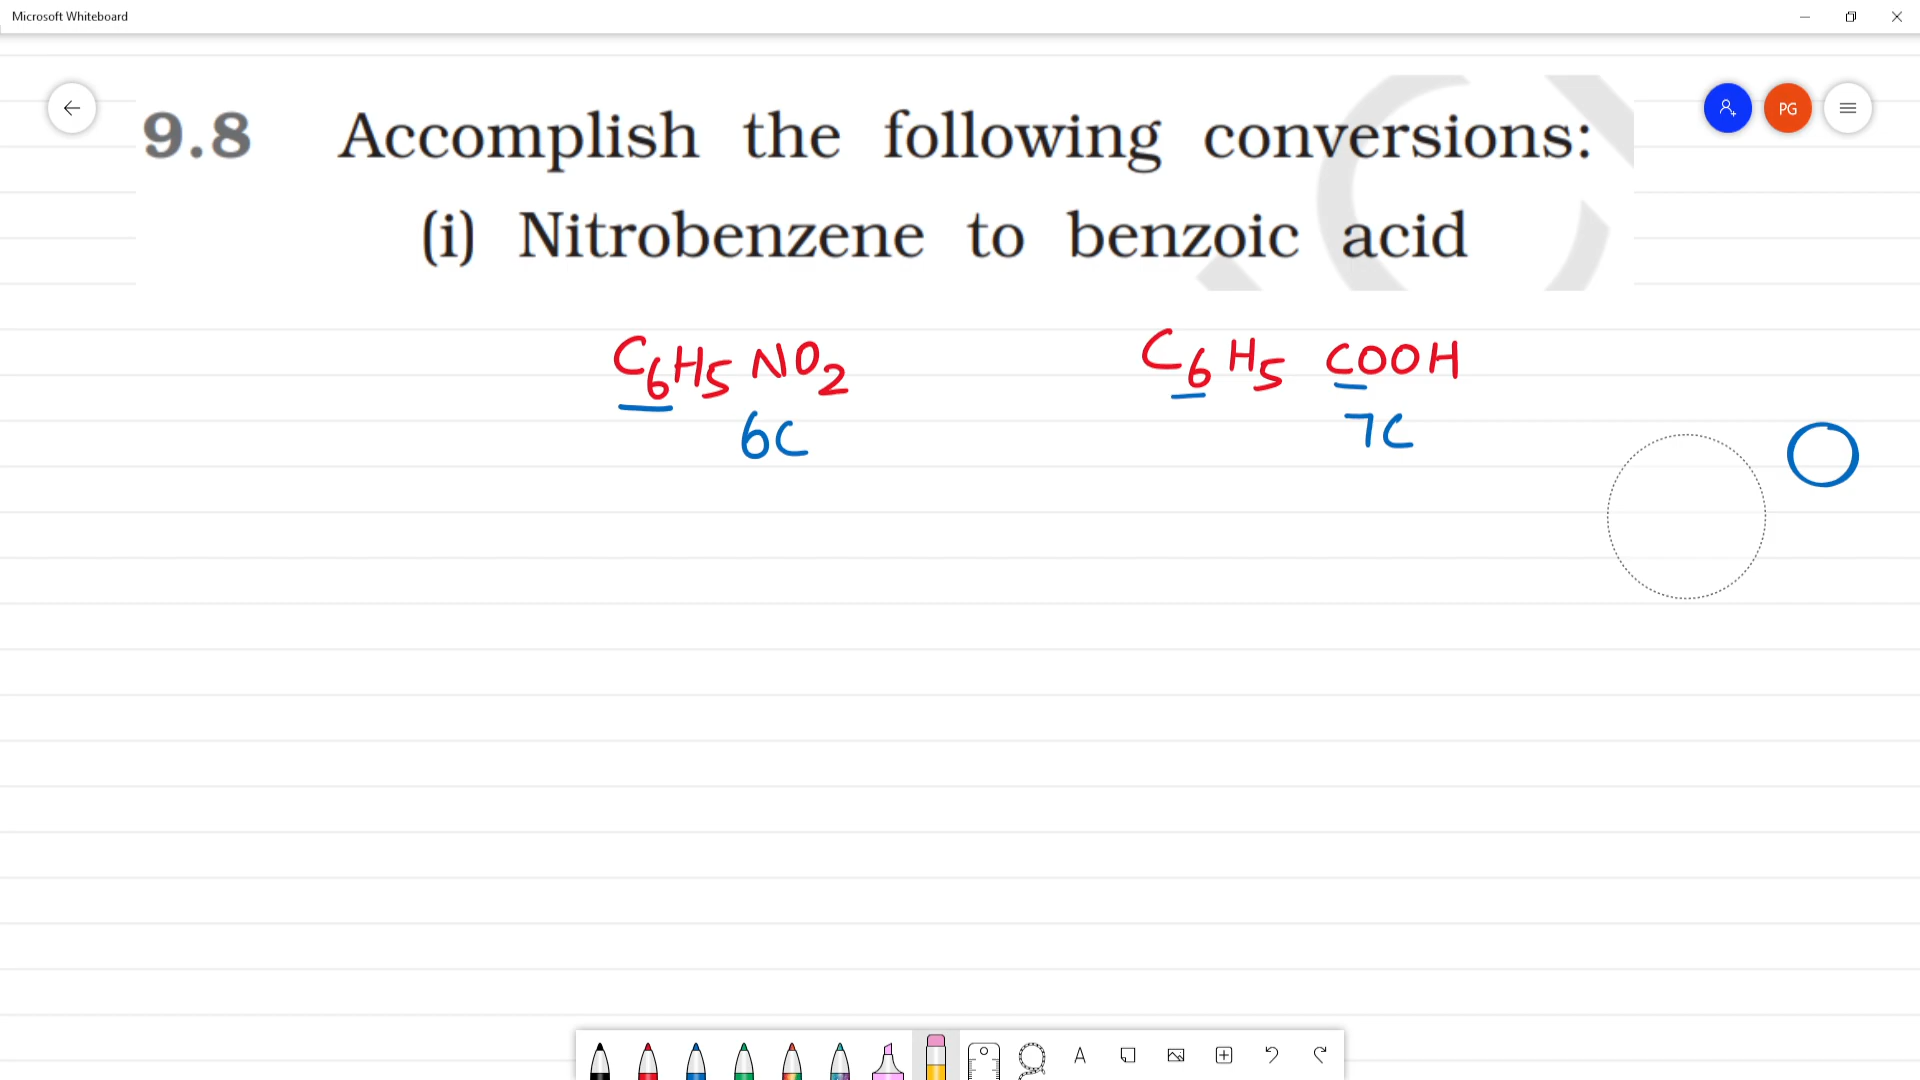 Microsoft Whiteboard
PG
9.8 Accomplish the following conversions:
(i) Nitrobenzene to benzoic acid
C6H5NO2 C6H5 COOH
6C 7C
A